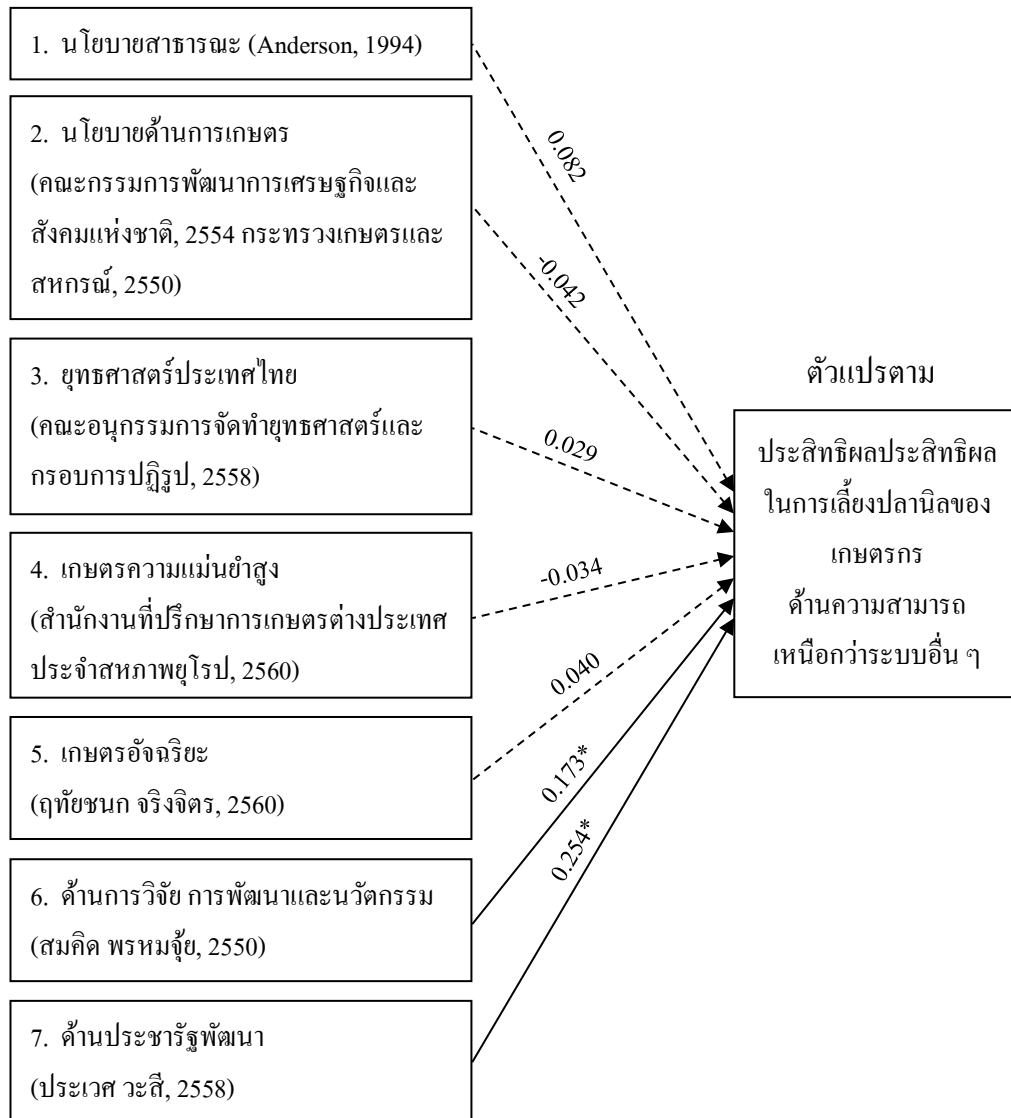 1. นโยบายสาธารณะ (Anderson, 1994)
2. นโยบายด้านการเกษตร
(คณะกรรมการพัฒนาการเศรษฐกิจและ
สังคมแห่งชาติ, 2554 กระทรวงเกษตรและ
สหกรณ์, 2550)
3. ยุทธศาสตร์ประเทศไทย
(คณะอนุกรรมการจัดทำยุทธศาสตร์และ
กรอบการปฏิรูป, 2558)
4. เกษตรความแม่นยำสูง
(สำนักงานที่ปรึกษาการเกษตรต่างประเทศ
ประจำสหภาพยุโรป, 2560)
5. เกษตรอัจฉริยะ
(ฤทัยชนก จริงจิตร, 2560)
6. ด้านการวิจัย การพัฒนาและนวัตกรรม
(สมคิด พรหมจุ้ย, 2550)
7. ด้านประชารัฐพัฒนา
(ประเวศ วะสี, 2558)
0.082
-0.042
0.029
-0.034
0.040
0.173*
0.254*
ตัวแปรตาม
ประสิทธิผลประสิทธิผล
ในการเลี้ยงปลานิลของ
เกษตรกร
ด้านความสามารถ
เหนือกว่าระบบอื่น ๆ